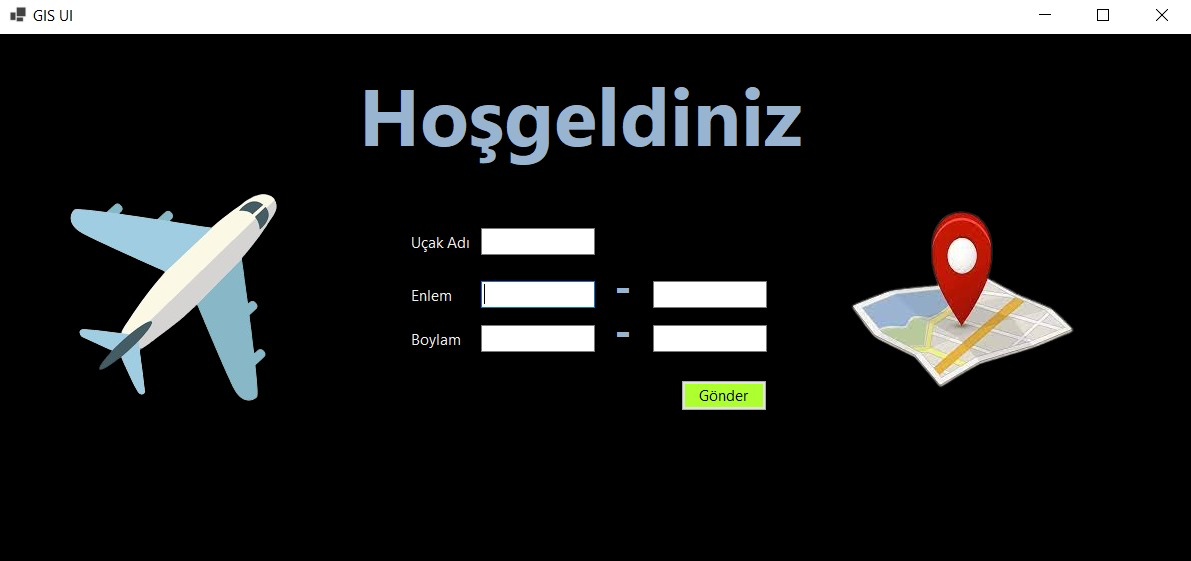 GIS UI
Hoşgeldiniz
Uçak Adı
Enlem -
Boylam -
Gönder